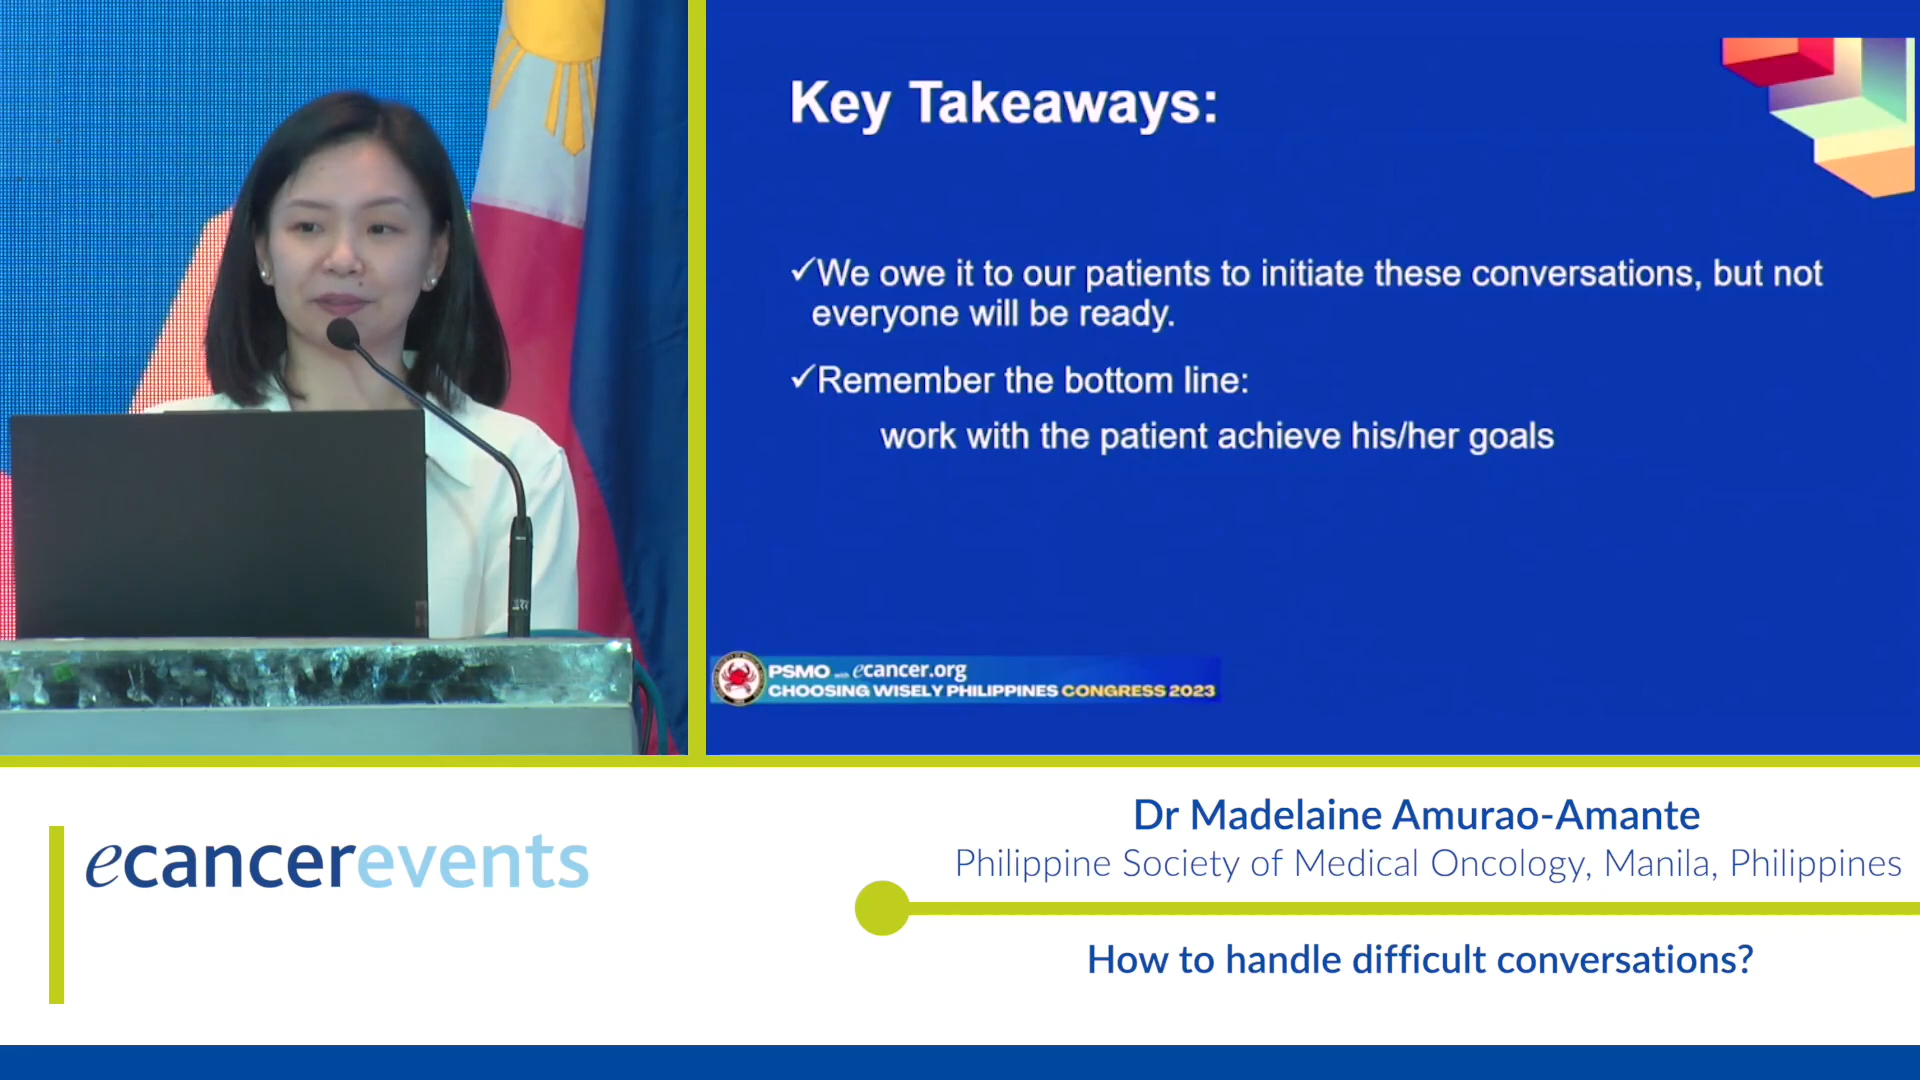 Key Takeaways:
✓We owe it to our patients to initiate these conversations, but not
everyone will be ready.
✓Remember the bottom line:
work with the patient achieve his/her goals
PSMO with ecancer.org
CHOOSING WISELY PHILIPPINES CONGRESS 2023
ecancerevents
Dr Madelaine Amurao-Amante
Philippine Society of Medical Oncology, Manila, Philippines
How to handle difficult conversations?